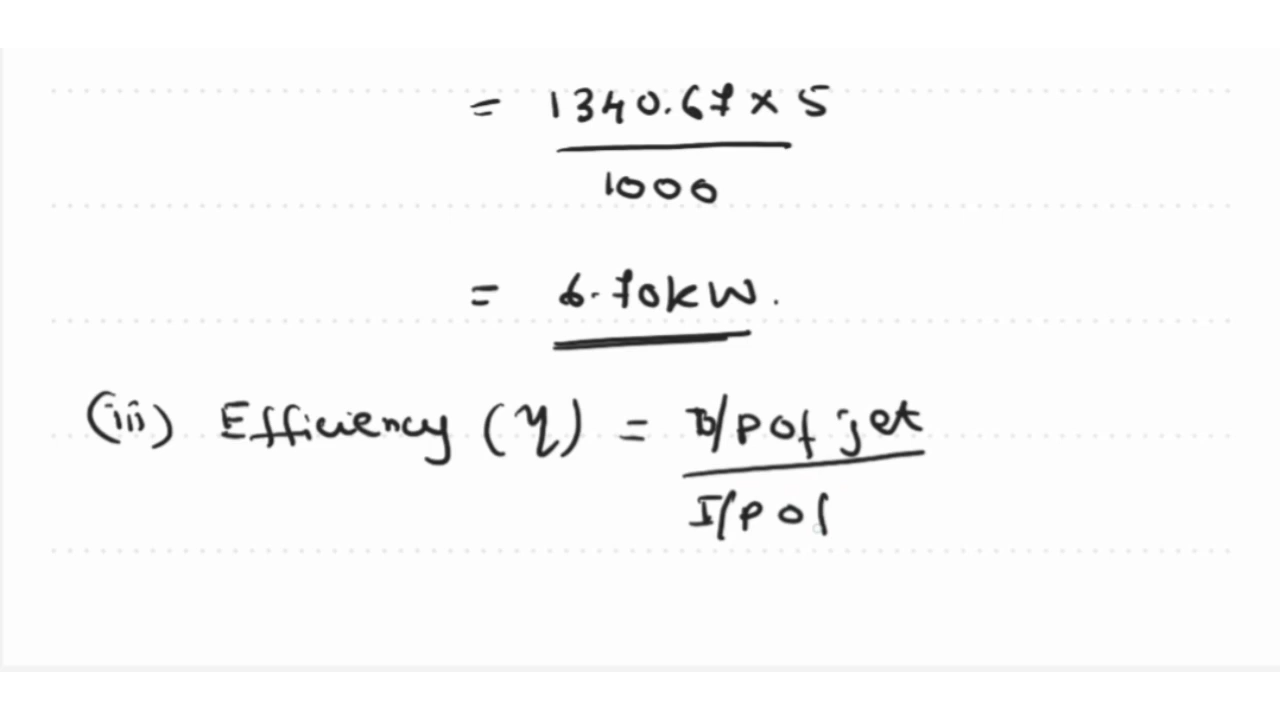 = 1340.67 x 5
1000
= 6.70kW.
(iii) Efficiency (η) = O/P of jet
I/P of